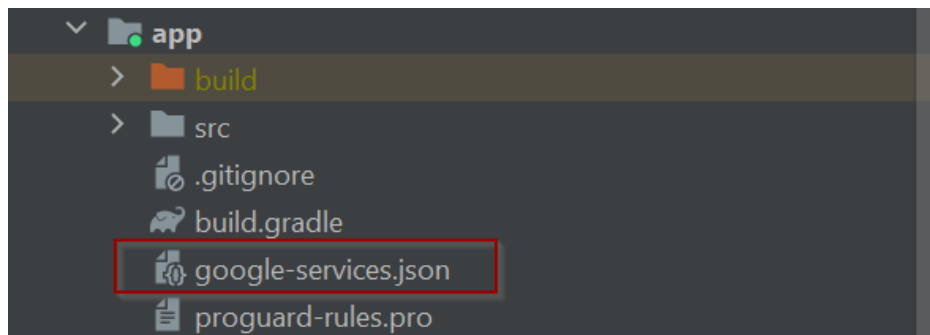 app
build
src
.gitignore
build.gradle
google-services.json
proguard-rules.pro